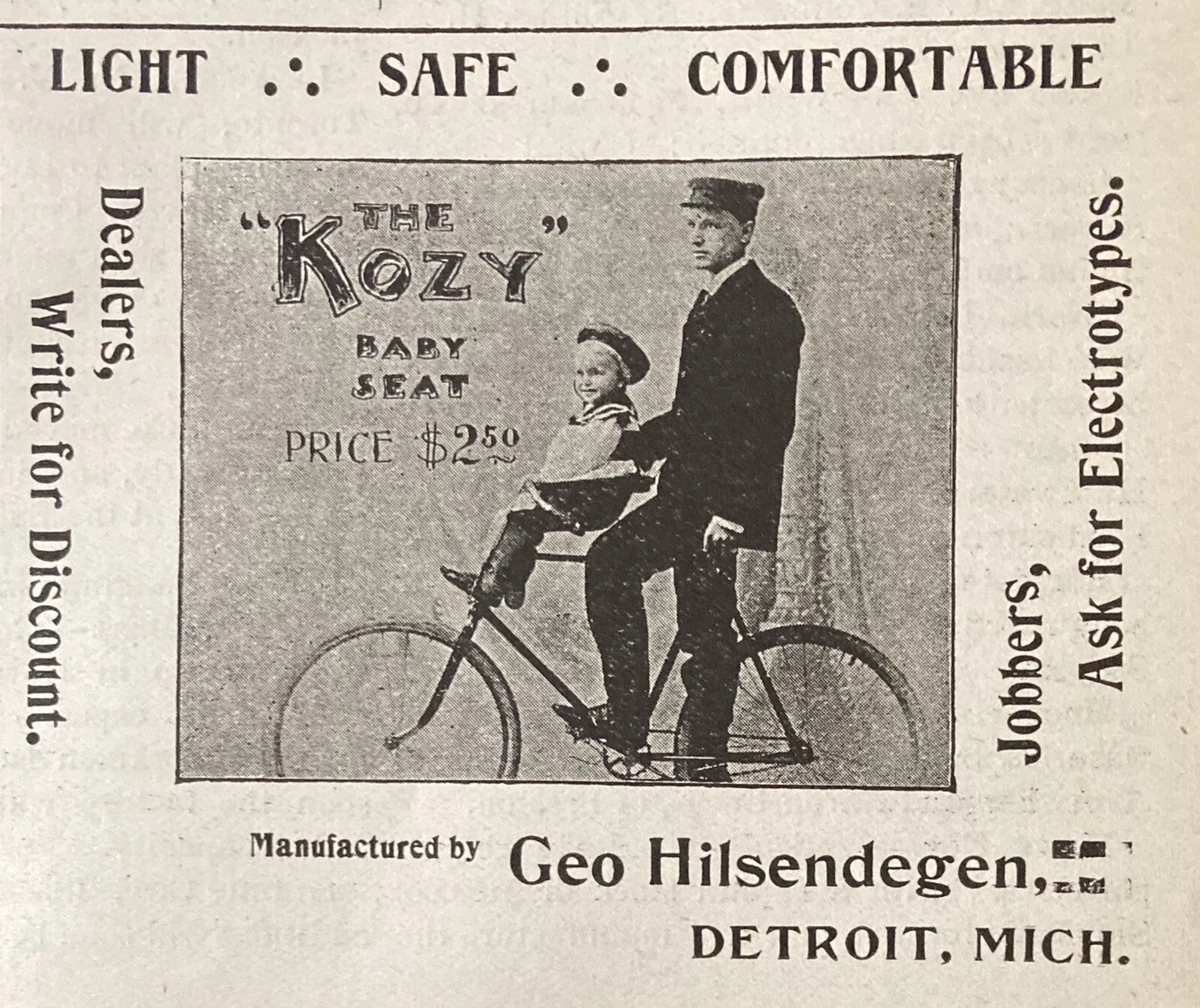 LIGHT ∴ SAFE ∴ COMFORTABLE
Dealers,
Write for Discount.
"THE
KOZY"
BABY
SEAT
PRICE $2.50
Jobbers,
Ask for Electrotypes.
Manufactured by Geo Hilsendegen,
DETROIT, MICH.